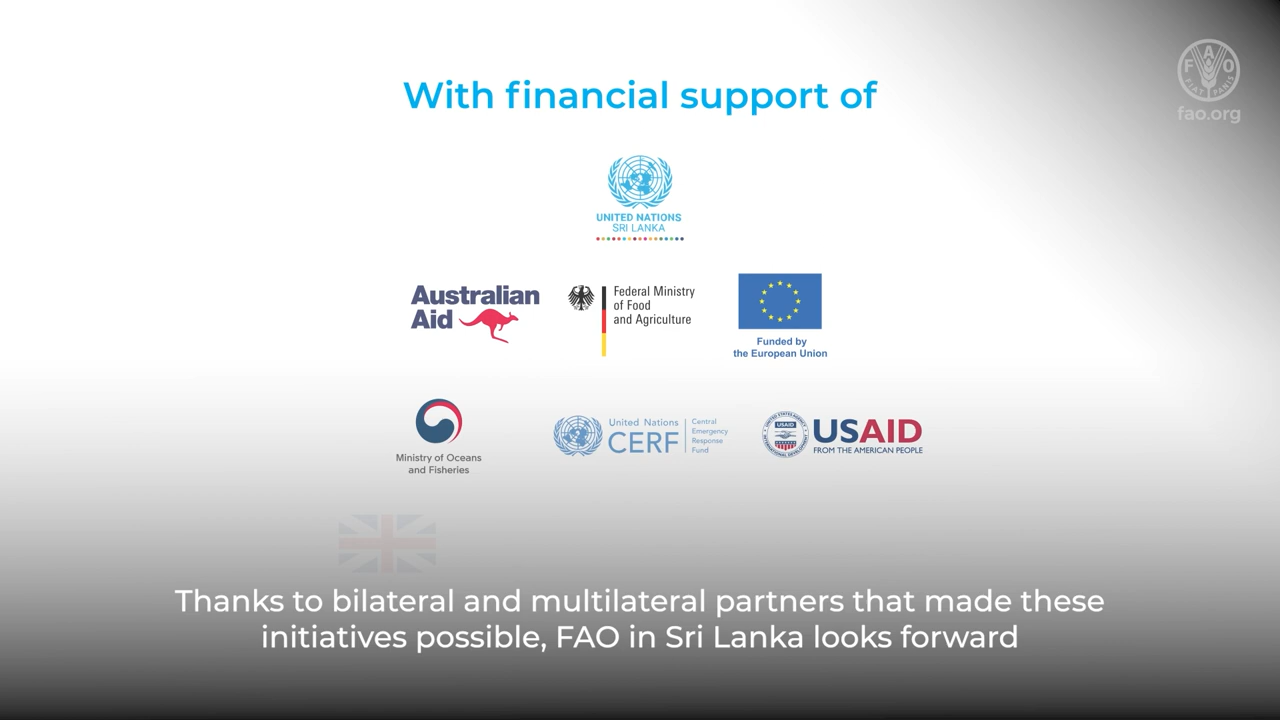 With financial support of
F A O
FIAT PANIS
fao.org
UNITED NATIONS
SRI LANKA
Australian
Aid
Federal Ministry
of Food
and Agriculture
Funded by
the European Union
Ministry of Oceans
and Fisheries
United Nations
CERF
Central
Emergency
Response
Fund
USAID
USAID
FROM THE AMERICAN PEOPLE
Thanks to bilateral and multilateral partners that made these
initiatives possible, FAO in Sri Lanka looks forward